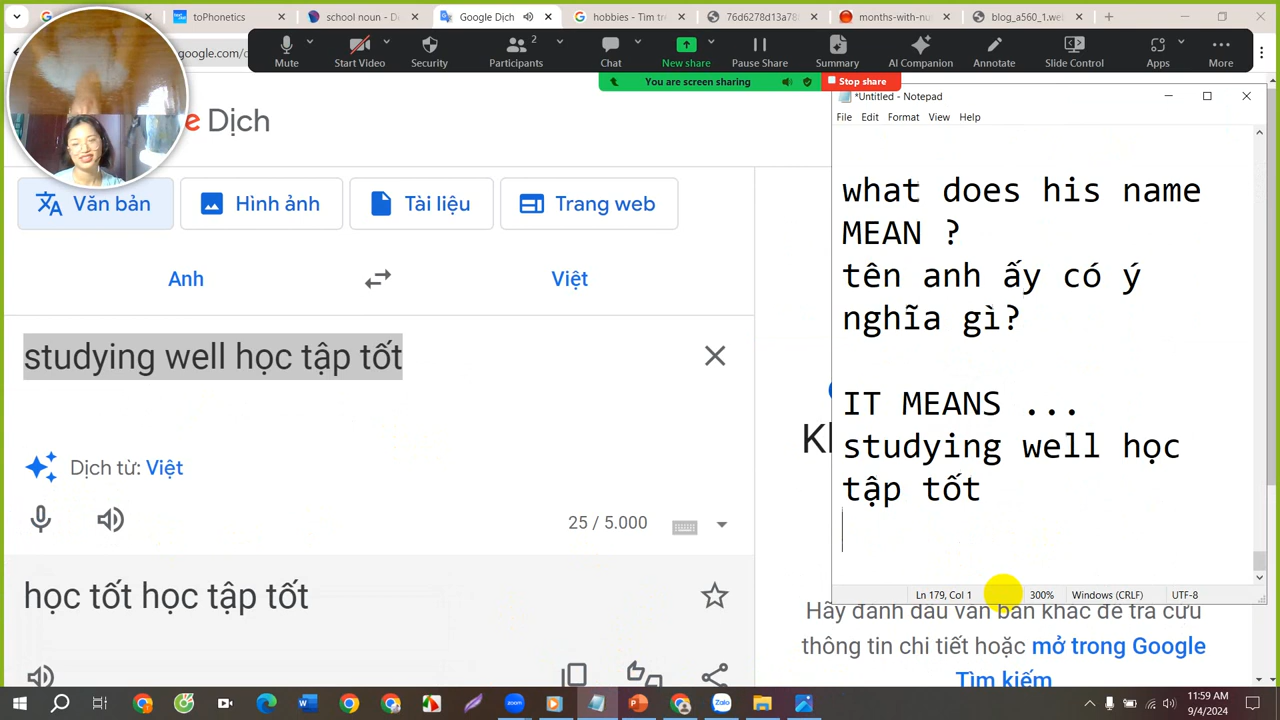 toPhonetics
school noun - D
Google Dịch
hobbies - Tìm tr
76d6278d13a78
months-with-nu
blog_a560_1.we
google.com/
Mute
Start Video
Security
Participants
2
Chat
New share
Pause Share
Summary
AI Companion
Annotate
Slide Control
Apps
More
You are screen sharing
Stop share
e Dịch
Văn bản
Hình ảnh
Tài liệu
Trang web
Anh
Việt
studying well học tập tốt
Dịch từ: Việt
25 / 5.000
học tốt học tập tốt
*Untitled - Notepad
File Edit Format View Help
what does his name
MEAN ?
tên anh ấy có ý
nghĩa gì?
IT MEANS ...
studying well học
tập tốt
Ln 179, Col 1
300%
Windows (CRLF)
UTF-8
Hãy đánh dấu văn bản khác để tra cứu
thông tin chi tiết hoặc mở trong Google
Tìm kiếm
Zalo
11:59 AM
9/4/2024